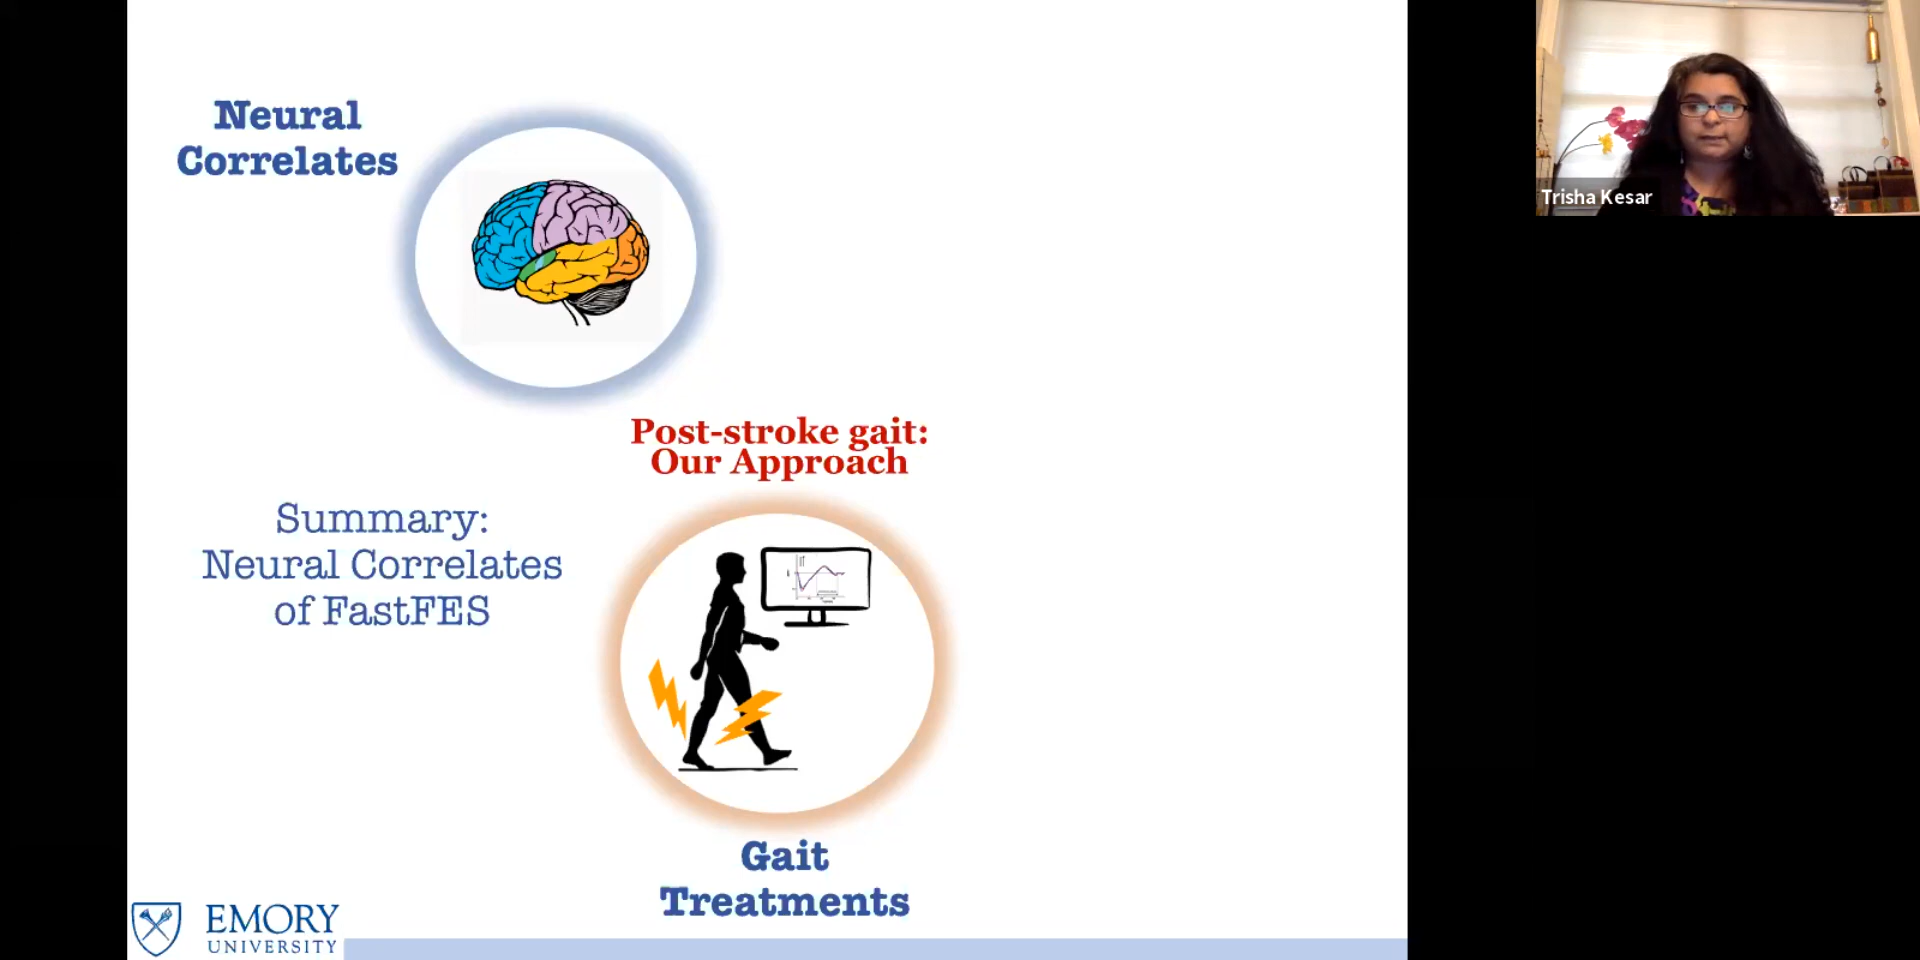 Neural
Correlates
Post-stroke gait:
Our Approach
Summary:
Neural Correlates
of FastFES
Gait
Treatments
EMORY
UNIVERSITY
Trisha Kesar